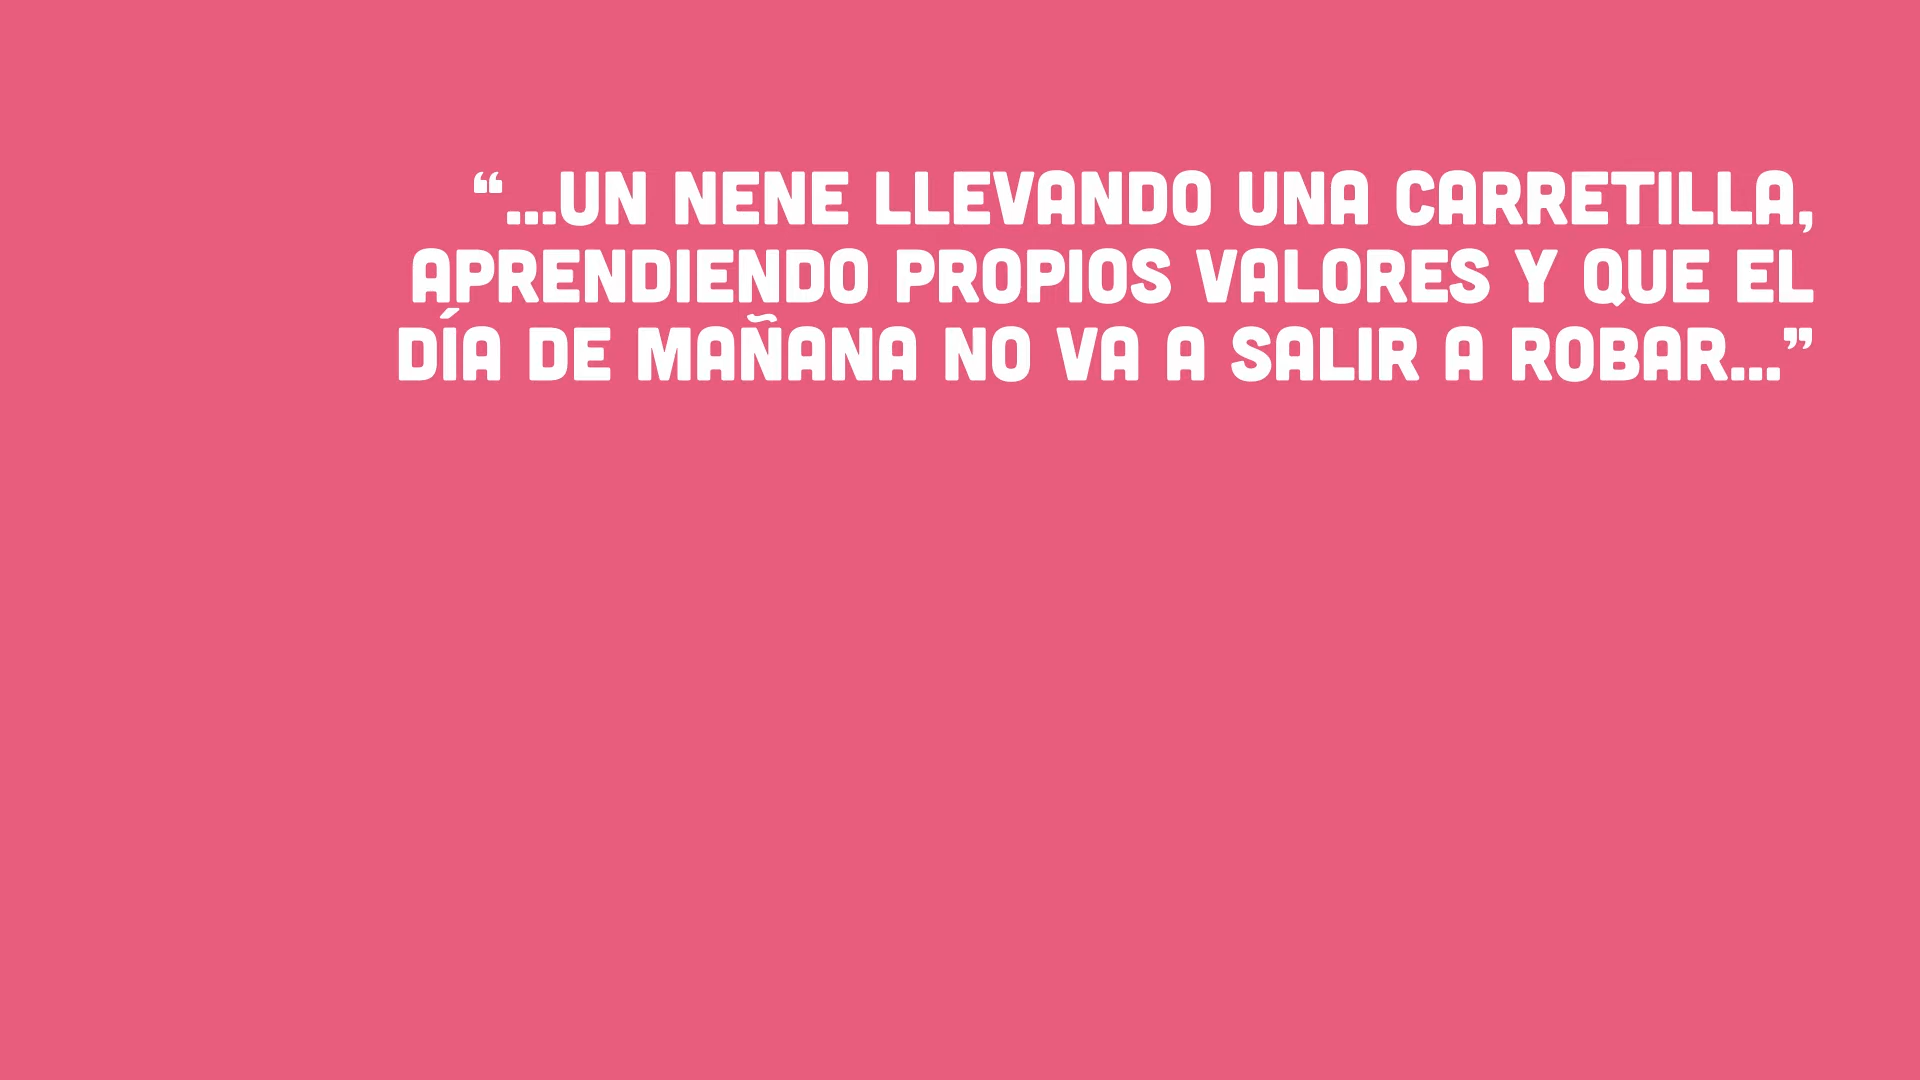 “...UN NENE LLEVANDO UNA CARRETILLA,
APRENDIENDO PROPIOS VALORES Y QUE EL
DÍA DE MAÑANA NO VA A SALIR A ROBAR...”